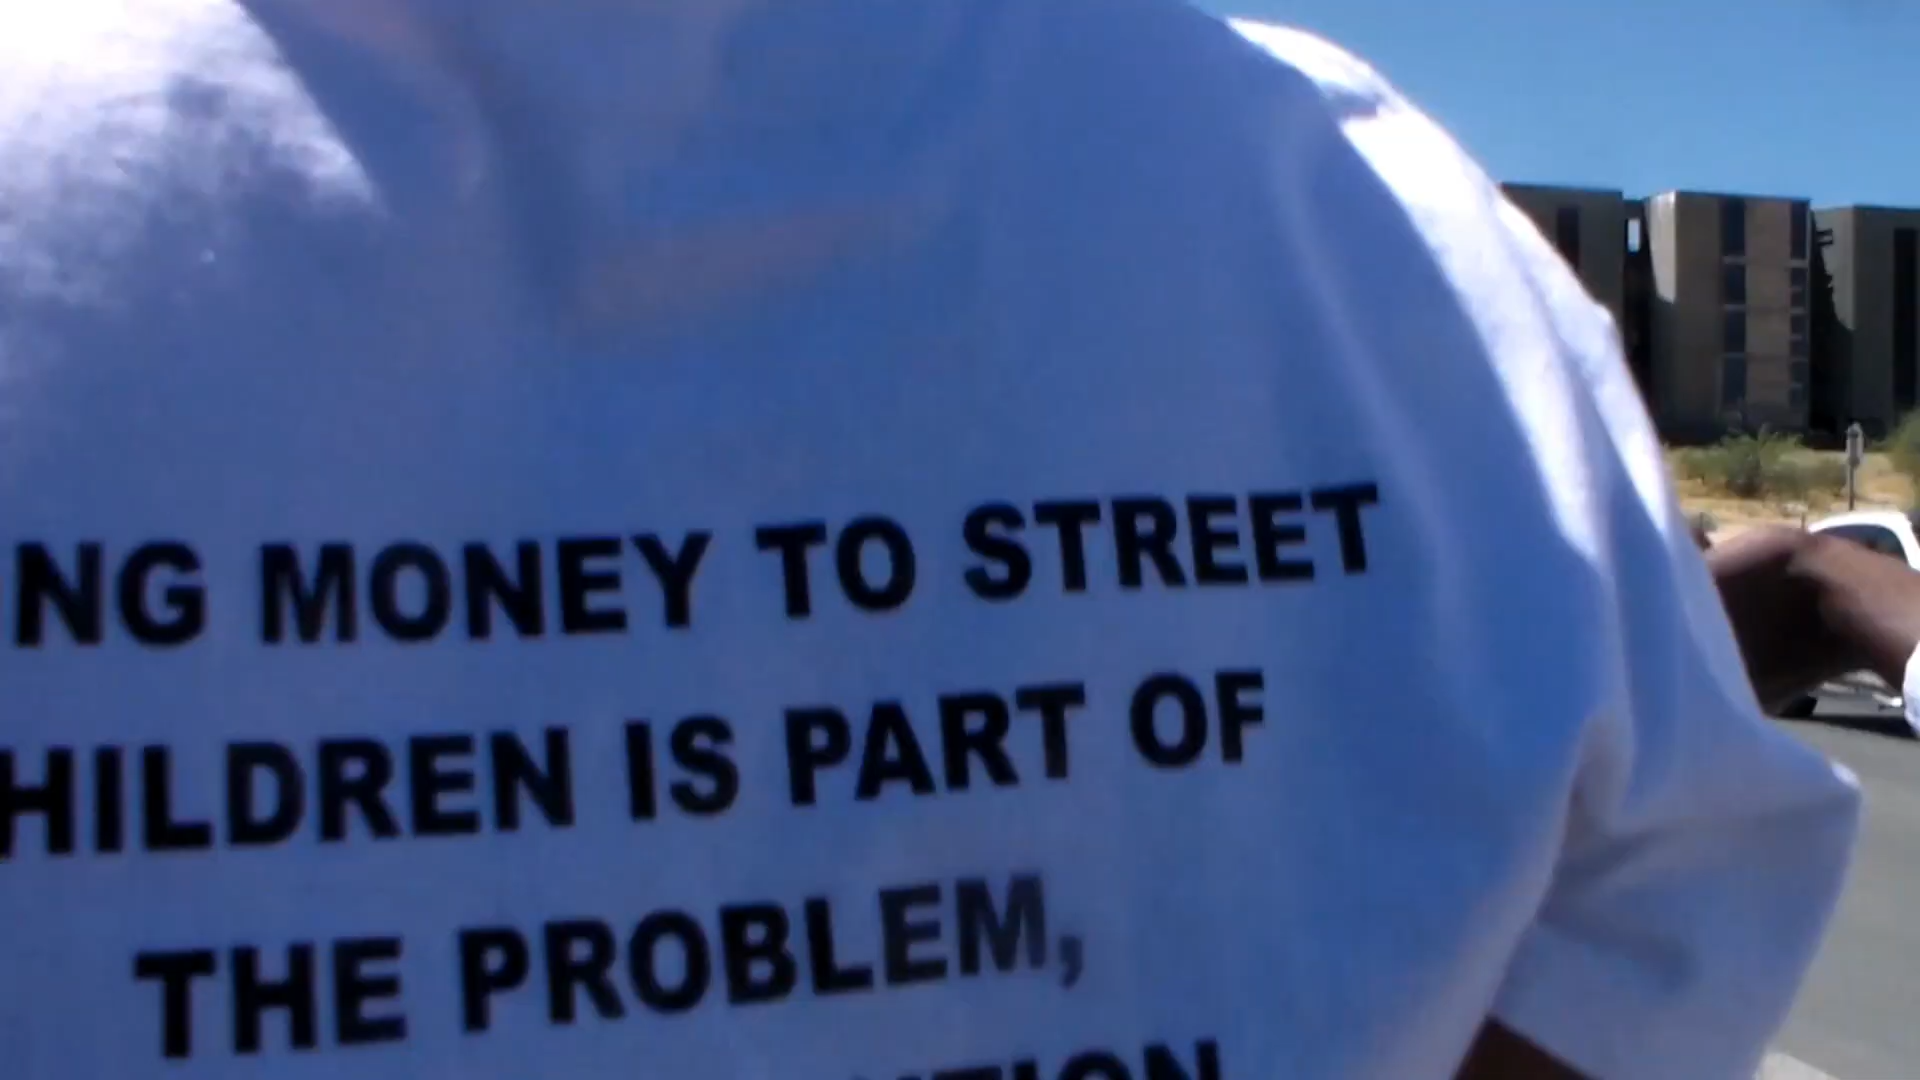 NG MONEY TO STREET
HILDREN IS PART OF
THE PROBLEM,